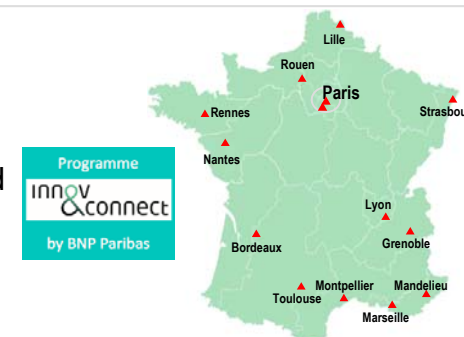 Lille
Rouen
Paris
Strasbou
Rennes
Nantes
d
Programme
innov
&connect
by BNP Paribas
Lyon
Grenoble
Bordeaux
Montpellier
Mandelieu
Toulouse
Marseille